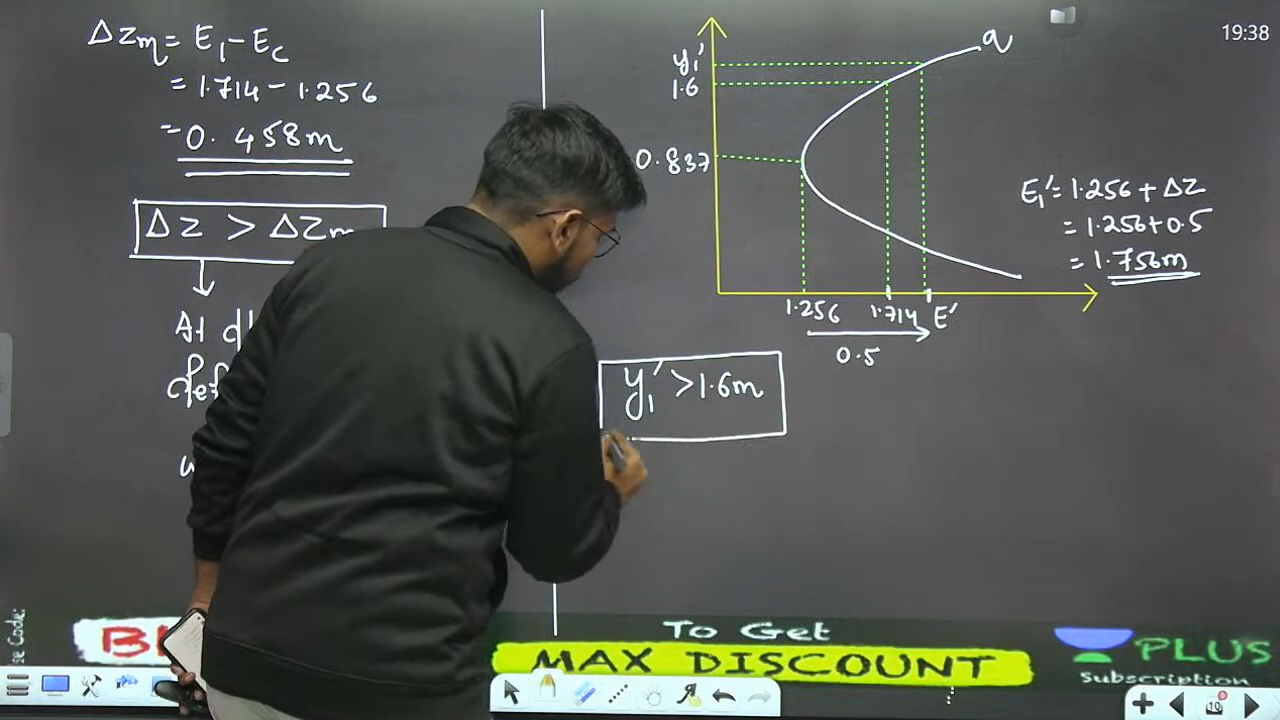 ΔZm = E1 - Ec
= 1.714 - 1.256
= 0.458m
ΔZ > ΔZm
At
19:38
q
y1'
1.6
0.837
1.256
1.714
E'
0.5
E1' = 1.256 + ΔZ
= 1.256 + 0.5
= 1.756m
y1' > 1.6m
Code:
To Get
MAX DISCOUNT
PLUS
Subscription
10